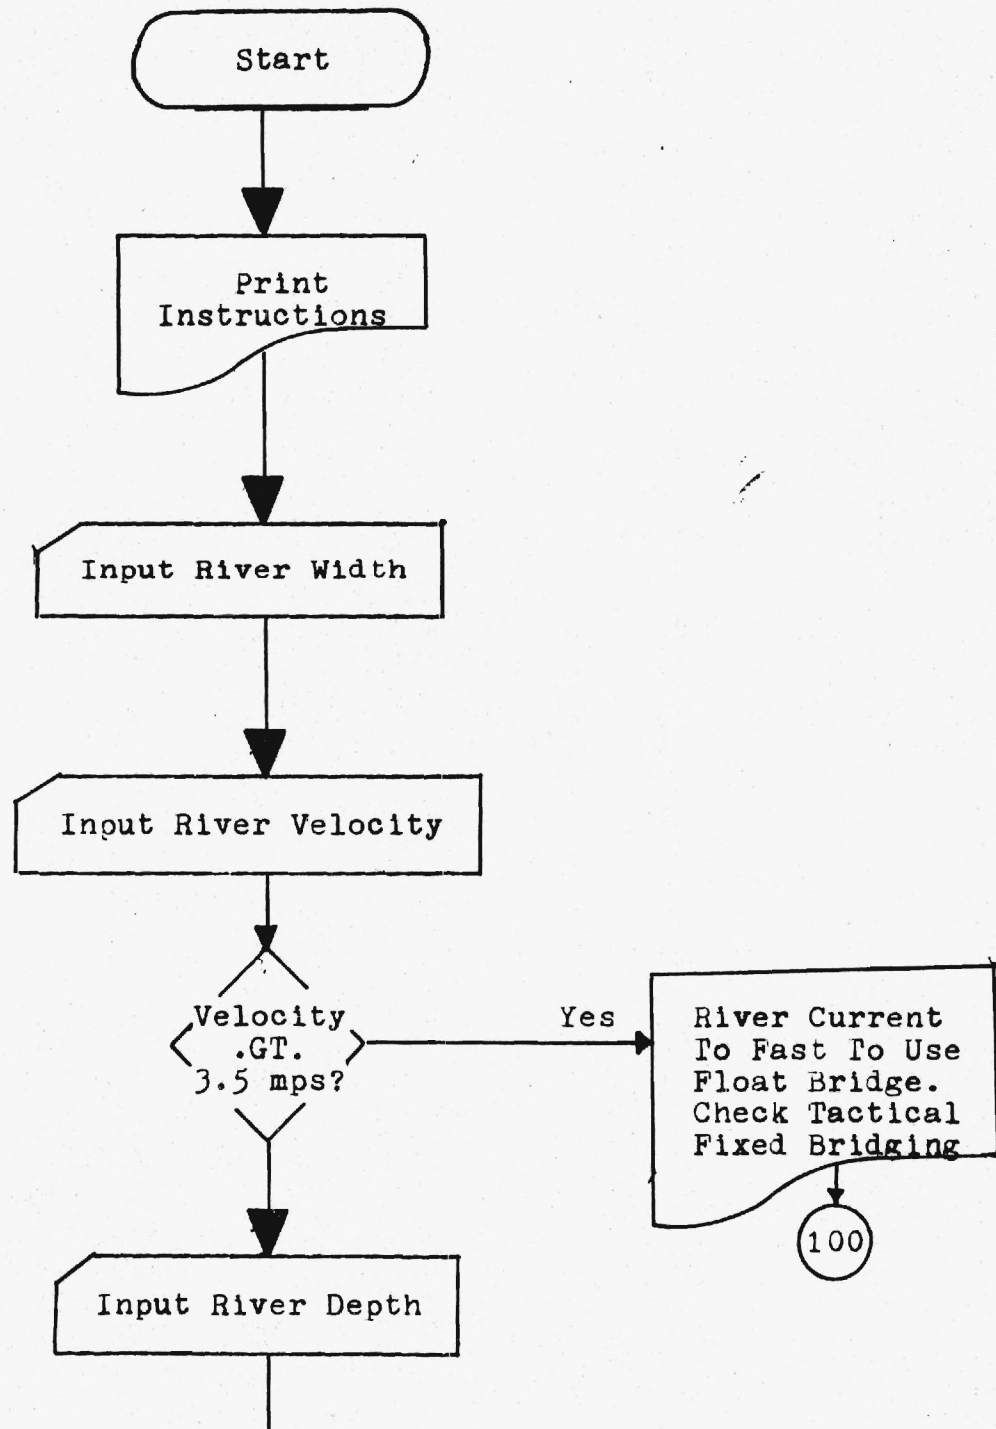 Start
Print
Instructions
Input River Width
Input River Velocity
Velocity
.GT.
3.5 mps?
Yes
River Current
To Fast To Use
Float Bridge.
Check Tactical
Fixed Bridging
100
Input River Depth